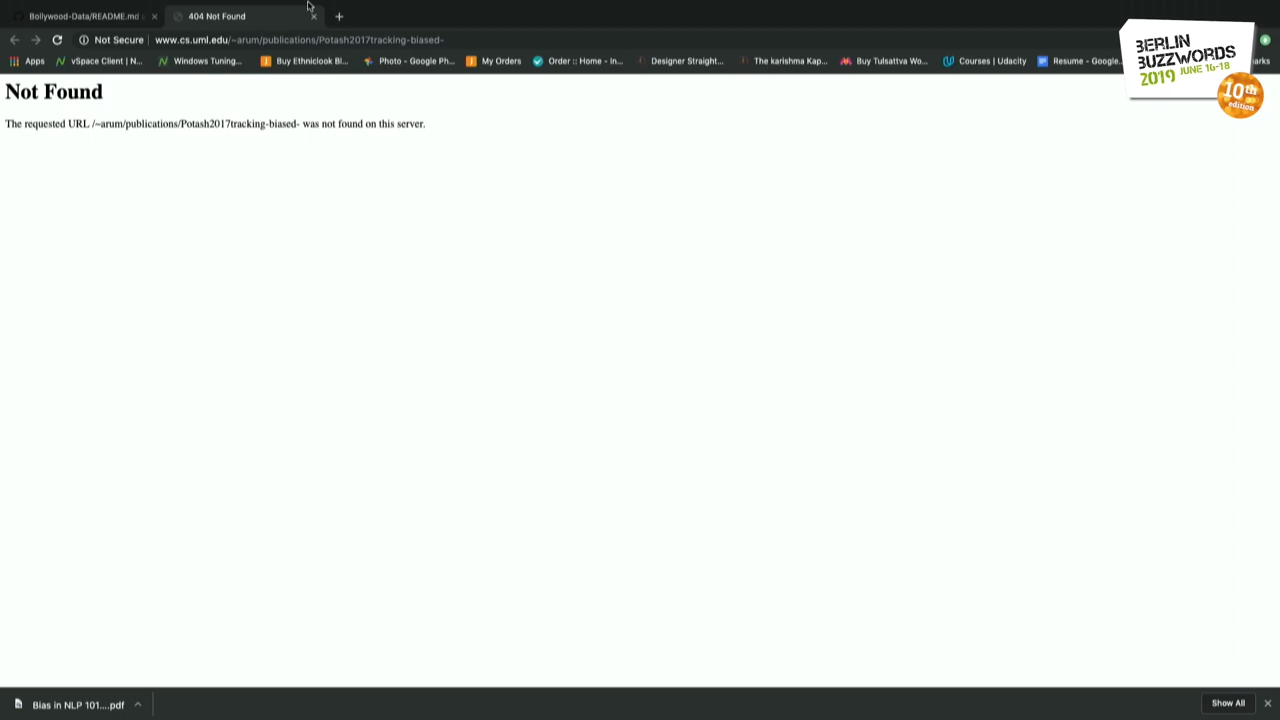 Bollywood-Data/README.md
404 Not Found
Not Secure
www.cs.uml.edu/~arum/publications/Potash2017tracking-biased-
Apps
vSpace Client | N...
Windows Tuning...
Buy Ethniclook Bl...
Photo - Google Ph...
My Orders
Order :: Home - In...
Designer Straight...
The karishma Kap...
Buy Tulsattva Wo...
Courses | Udacity
Resume - Google...
arks
BERLIN
BUZZWORDS
2019 JUNE 16-18
10th
edition
Not Found
The requested URL /~arum/publications/Potash2017tracking-biased- was not found on this server.
Bias in NLP 101....pdf
Show All